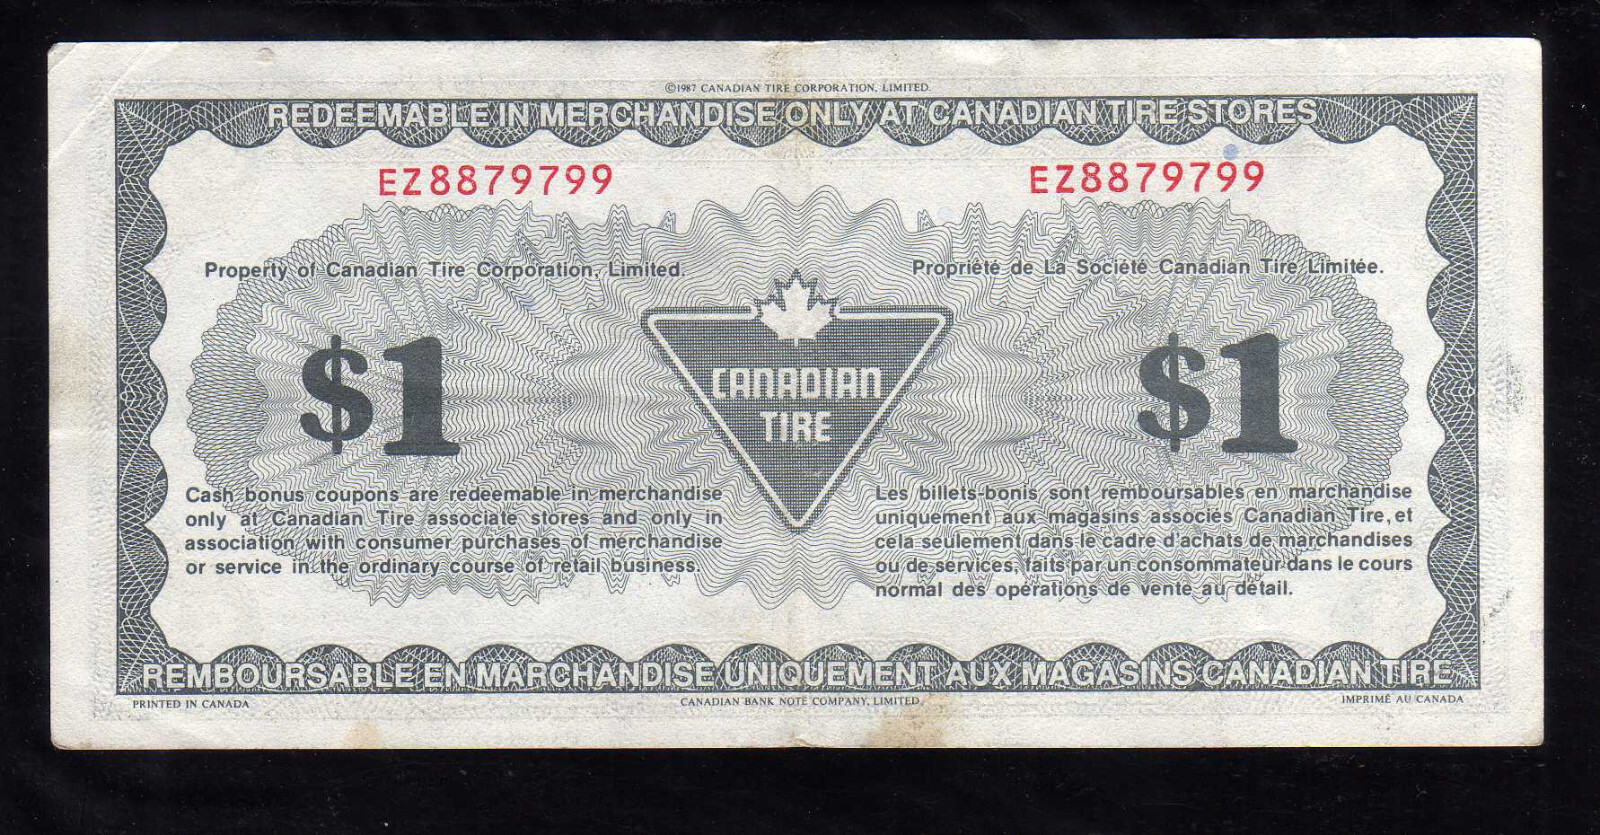 ©1987 CANADIAN TIRE CORPORATION, LIMITED.
REDEEMABLE IN MERCHANDISE ONLY AT CANADIAN TIRE STORES
EZ8879799 EZ8879799
Property of Canadian Tire Corporation, Limited.
Propriété de La Société Canadian Tire Limitée.
$1
CANADIAN
TIRE
$1
Cash bonus coupons are redeemable in merchandise
only at Canadian Tire associate stores and only in
association with consumer purchases of merchandise
or service in the ordinary course of retail business.
Les billets-bonis sont remboursables en marchandise
uniquement aux magasins associés Canadian Tire, et
cela seulement dans le cadre d'achats de marchandises
ou de services, faits par un consommateur dans le cours
normal des opérations de vente au détail.
REMBOURSABLE EN MARCHANDISE UNIQUEMENT AUX MAGASINS CANADIAN TIRE
PRINTED IN CANADA
CANADIAN BANK NOTE COMPANY, LIMITED
IMPRIMÉ AU CANADA